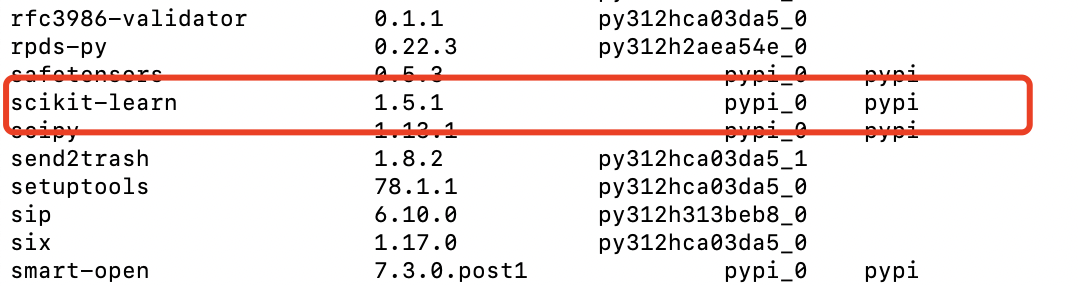 rfc3986-validator 0.1.1 py312hca03da5_0
rpds-py 0.22.3 py312h2aea54e_0
safetensors 0.5.3 pypi_0 pypi
scikit-learn 1.5.1 pypi_0 pypi
scipy 1.13.1 pypi_0 pypi
send2trash 1.8.2 py312hca03da5_1
setuptools 78.1.1 py312hca03da5_0
sip 6.10.0 py312h313beb8_0
six 1.17.0 py312hca03da5_0
smart-open 7.3.0.post1 pypi_0 pypi